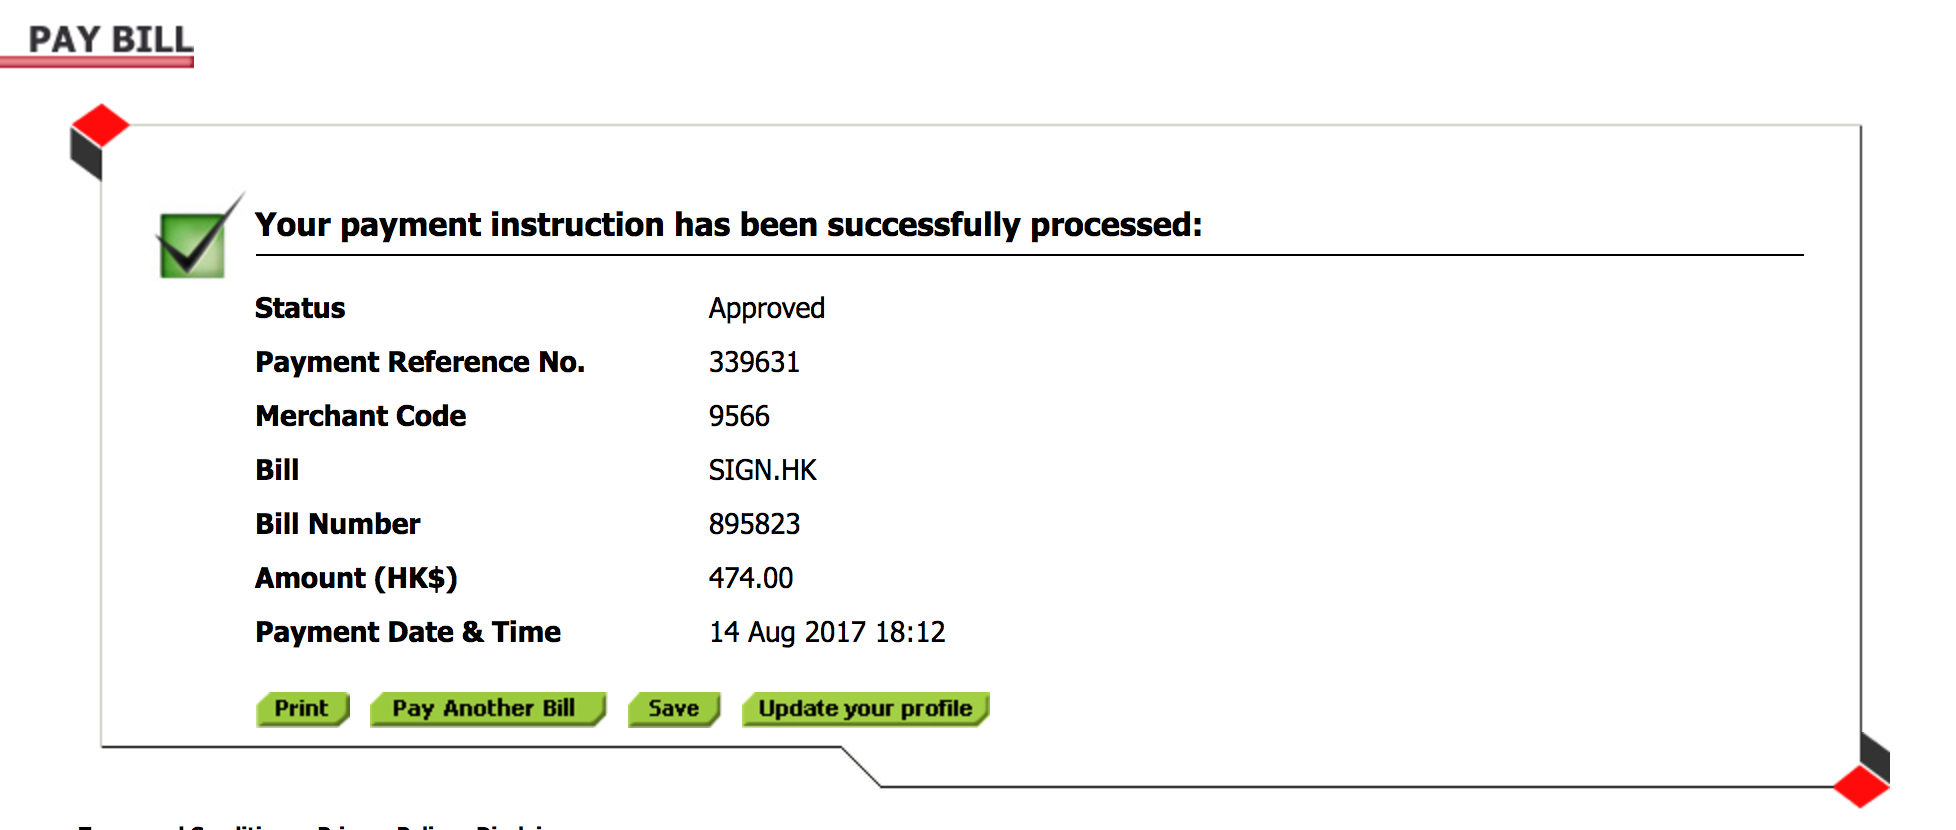 PAY BILL
Your payment instruction has been successfully processed:
Status Approved
Payment Reference No. 339631
Merchant Code 9566
Bill SIGN.HK
Bill Number 895823
Amount (HK$) 474.00
Payment Date & Time 14 Aug 2017 18:12
Print Pay Another Bill Save Update your profile